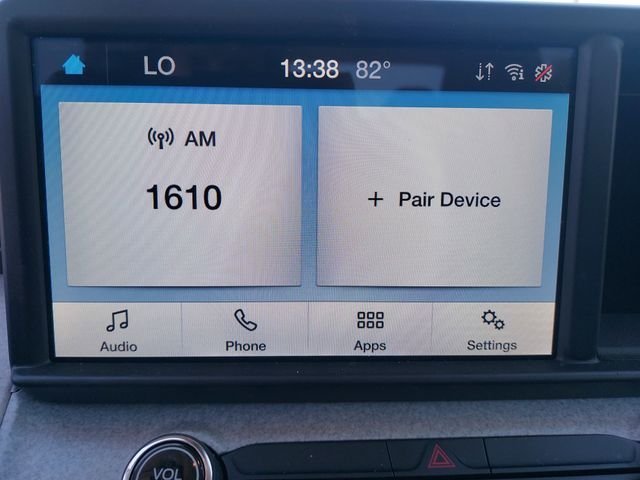 LO 13:38 82°
AM
1610
+ Pair Device
Audio Phone Apps Settings
VOL